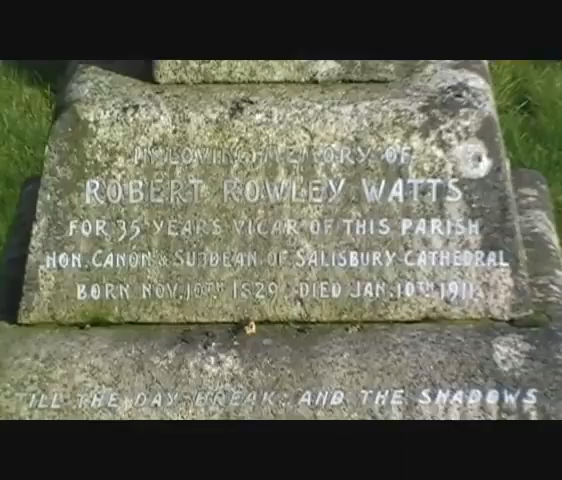 IN LOVING MEMORY OF
ROBERT ROWLEY WATTS
FOR 35 YEARS VICAR OF THIS PARISH
HON. CANON & SUBDEAN OF SALISBURY CATHEDRAL
BORN NOV. 10TH 1829. DIED JAN. 10TH 1911.
TILL THE DAY BREAK, AND THE SHADOWS